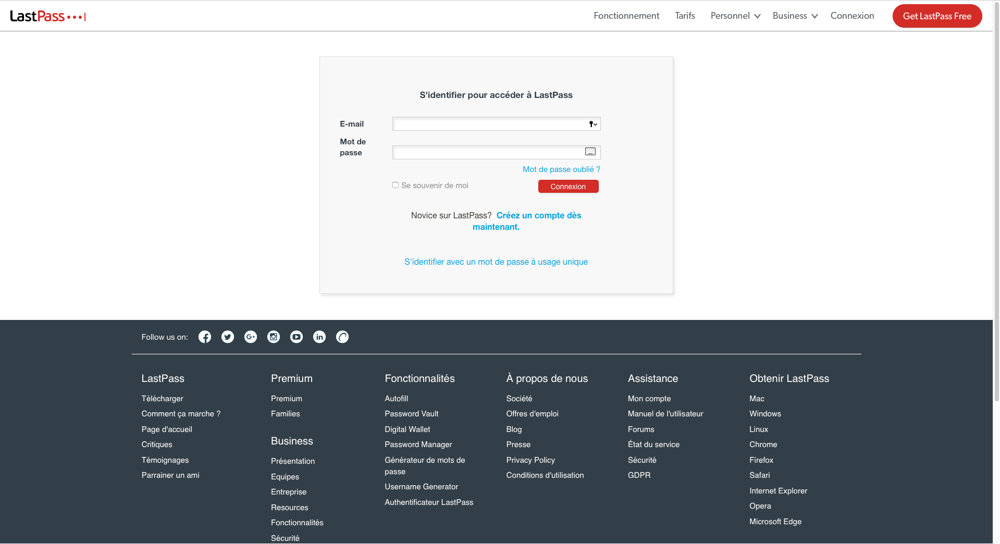 LastPass
Fonctionnement Tarifs Personnel Business Connexion Get LastPass Free
S'identifier pour accéder à LastPass
E-mail
Mot de
passe
Mot de passe oublié ?
Se souvenir de moi Connexion
Novice sur LastPass? Créez un compte dès
maintenant.
S'identifier avec un mot de passe à usage unique
Follow us on:
LastPass
Télécharger
Comment ça marche ?
Page d'accueil
Critiques
Témoignages
Parrainer un ami
Premium
Premium
Families
Business
Présentation
Equipes
Entreprise
Resources
Fonctionnalités
Sécurité
Fonctionnalités
Autofill
Password Vault
Digital Wallet
Password Manager
Générateur de mots de
passe
Username Generator
Authentificateur LastPass
À propos de nous
Société
Offres d'emploi
Blog
Presse
Privacy Policy
Conditions d'utilisation
Assistance
Mon compte
Manuel de l'utilisateur
Forums
État du service
Sécurité
GDPR
Obtenir LastPass
Mac
Windows
Linux
Chrome
Firefox
Safari
Internet Explorer
Opera
Microsoft Edge